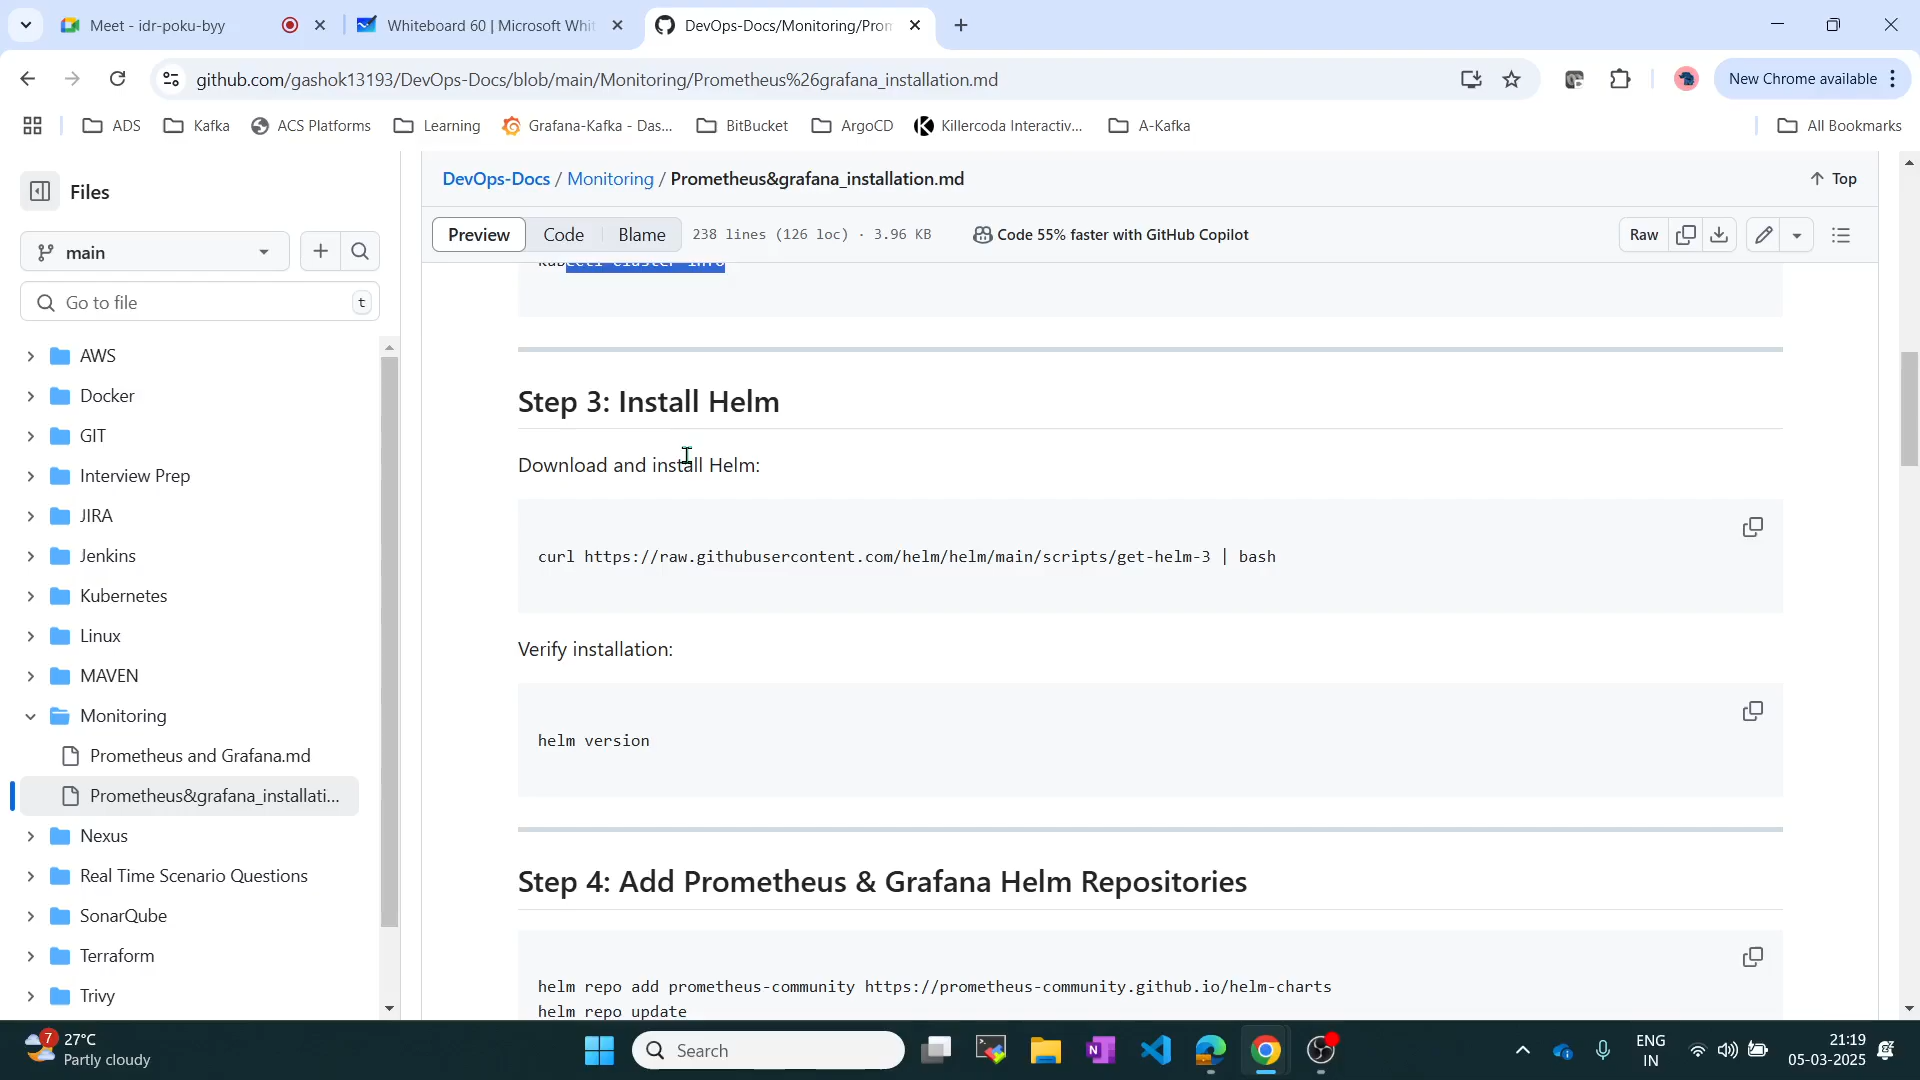 Meet - idr-poku-byy
Whiteboard 60 | Microsoft Whi
DevOps-Docs/Monitoring/Pron
github.com/gashok13193/DevOps-Docs/blob/main/Monitoring/Prometheus%26grafana_installation.md
New Chrome available
ADS
Kafka
ACS Platforms
Learning
Grafana-Kafka - Das...
BitBucket
ArgoCD
Killercoda Interactiv...
A-Kafka
All Bookmarks
Files
main
Go to file
t
AWS
Docker
GIT
Interview Prep
JIRA
Jenkins
Kubernetes
Linux
MAVEN
Monitoring
Prometheus and Grafana.md
Prometheus&grafana_installati...
Nexus
Real Time Scenario Questions
SonarQube
Terraform
Trivy
DevOps-Docs / Monitoring / Prometheus&grafana_installation.md
Top
Preview
Code
Blame
238 lines (126 loc) · 3.96 KB
Code 55% faster with GitHub Copilot
Raw
kubectl cluster-info
Step 3: Install Helm
Download and install Helm:
curl https://raw.githubusercontent.com/helm/helm/main/scripts/get-helm-3 | bash
Verify installation:
helm version
Step 4: Add Prometheus & Grafana Helm Repositories
helm repo add prometheus-community https://prometheus-community.github.io/helm-charts
helm repo update
7
27°C
Partly cloudy
Search
ENG
IN
21:19
05-03-2025